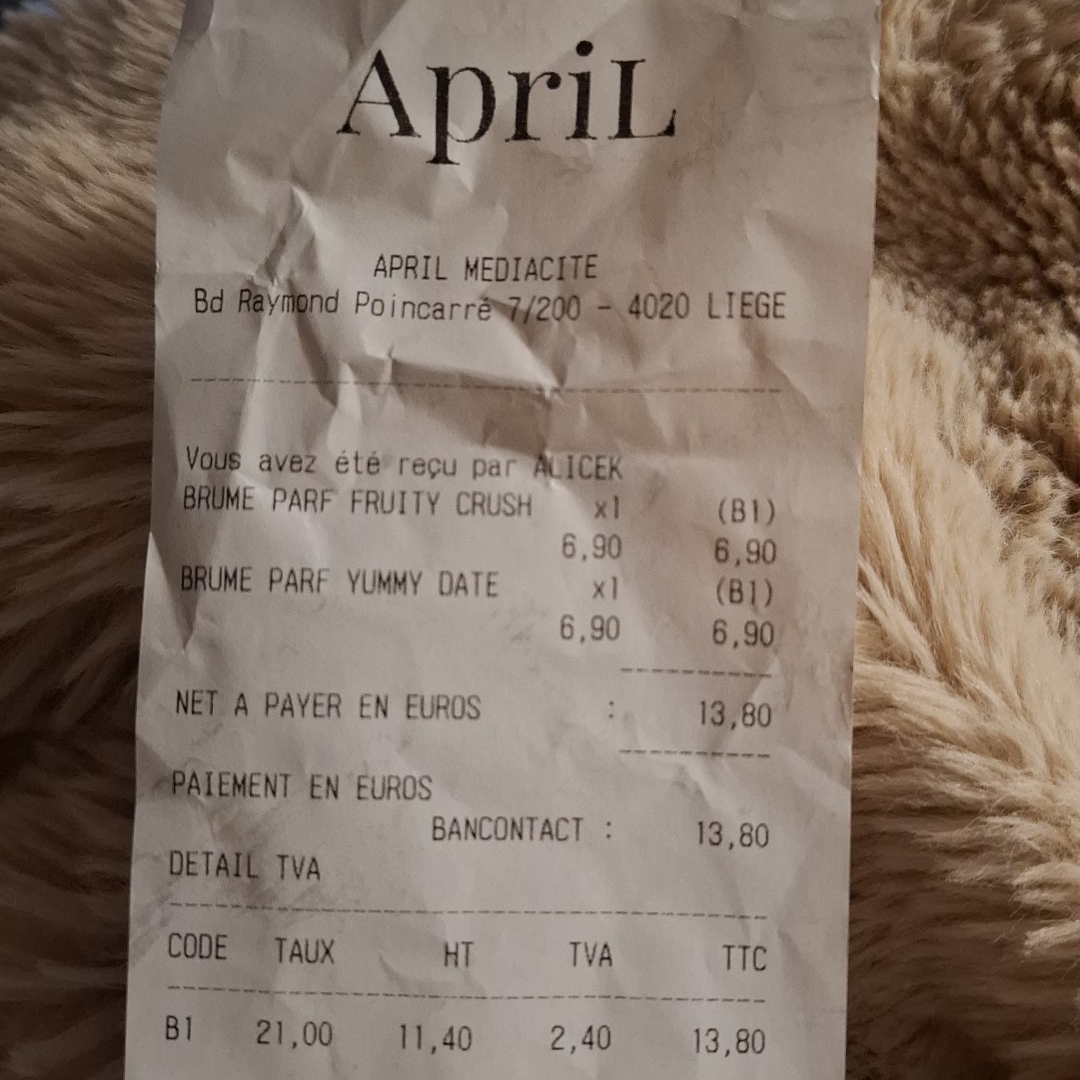 ApriL
APRIL MEDIACITE
Bd Raymond Poincarré 7/200 - 4020 LIEGE
Vous avez été reçu par ALICEK
BRUME PARF FRUITY CRUSH x1 (B1)
6,90 6,90
BRUME PARF YUMMY DATE x1 (B1)
6,90 6,90
NET A PAYER EN EUROS : 13,80
PAIEMENT EN EUROS
BANCONTACT : 13,80
DETAIL TVA
CODE TAUX HT TVA TTC
B1 21,00 11,40 2,40 13,80